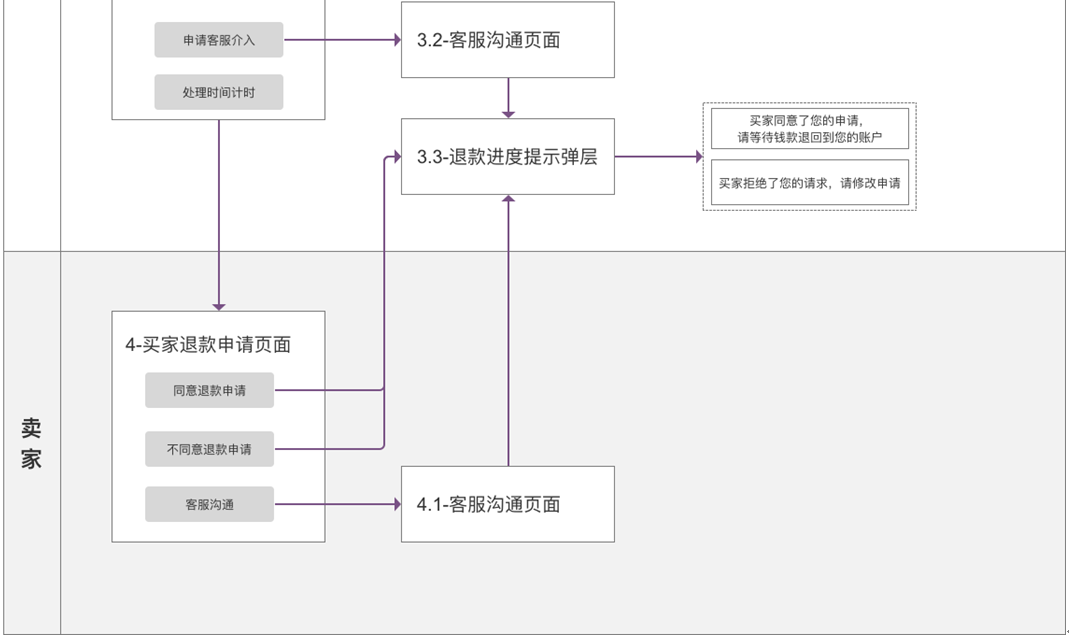 申请客服介入
3.2-客服沟通页面
处理时间计时
3.3-退款进度提示弹层
买家同意了您的申请,
请等待钱款退回到您的账户
买家拒绝了您的请求,请修改申请
卖
家
4-买家退款申请页面
同意退款申请
不同意退款申请
客服沟通
4.1-客服沟通页面